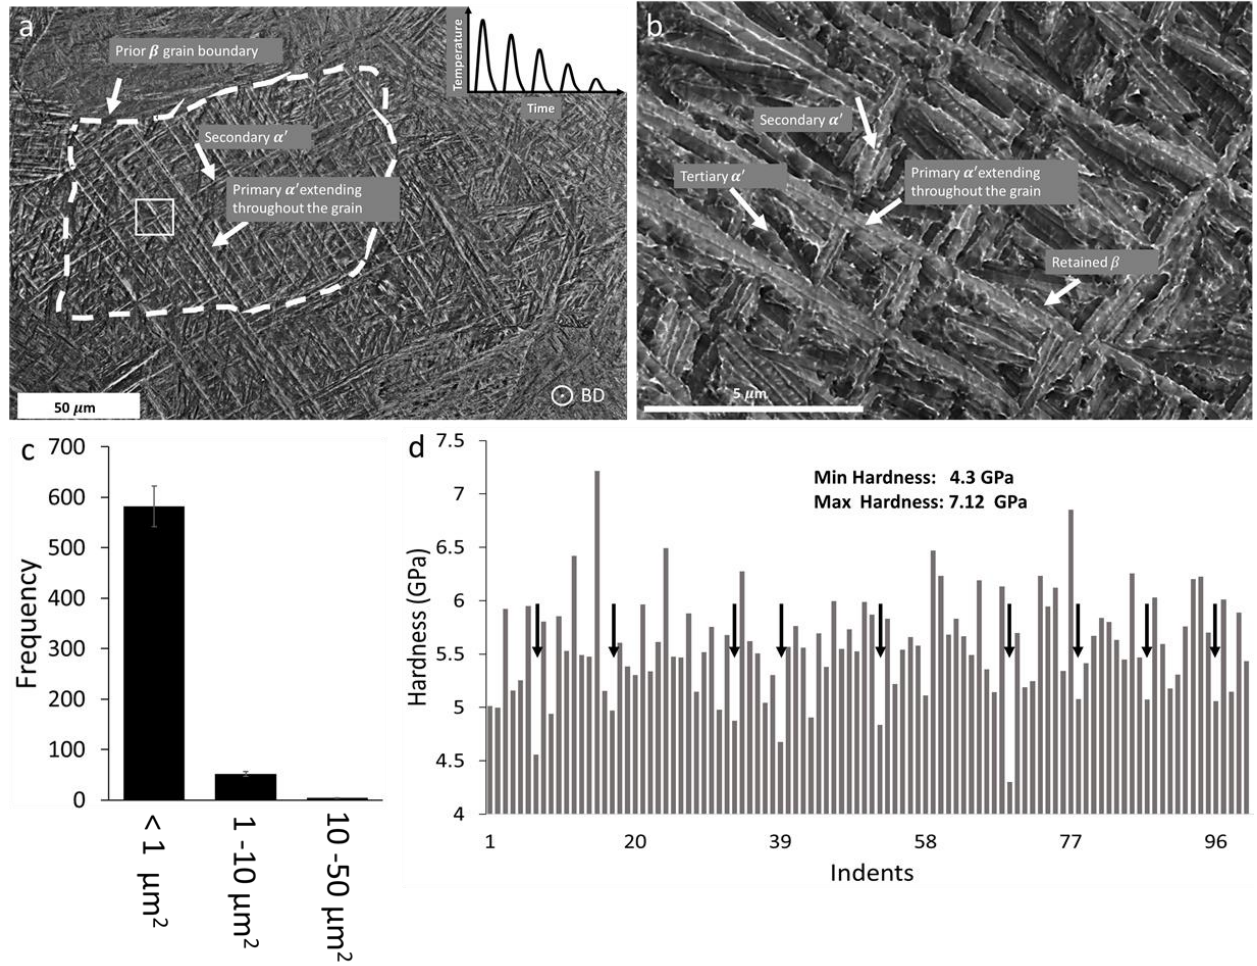 a
Prior β grain boundary
Secondary α′
Primary α′extending
throughout the grain
Temperature
Time
50 μm
BD
b
Secondary α′
Tertiary α′
Primary α′extending
throughout the grain
Retained β
5 μm
c
Frequency
700
600
500
400
300
200
100
0
< 1 μm²
1 -10 μm²
10 -50 μm²
d
Min Hardness: 4.3 GPa
Max Hardness: 7.12 GPa
Hardness (GPa)
7.5
7
6.5
6
5.5
5
4.5
4
1 20 39 58 77 96
Indents